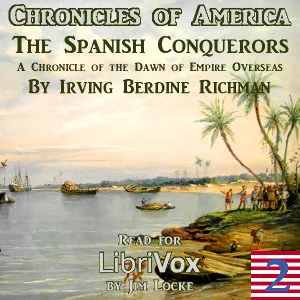 Chronicles of America
The Spanish Conquerors
A Chronicle of the Dawn of Empire Overseas
By Irving Berdine Richman
Read for
LibriVox
by Jim Locke
2